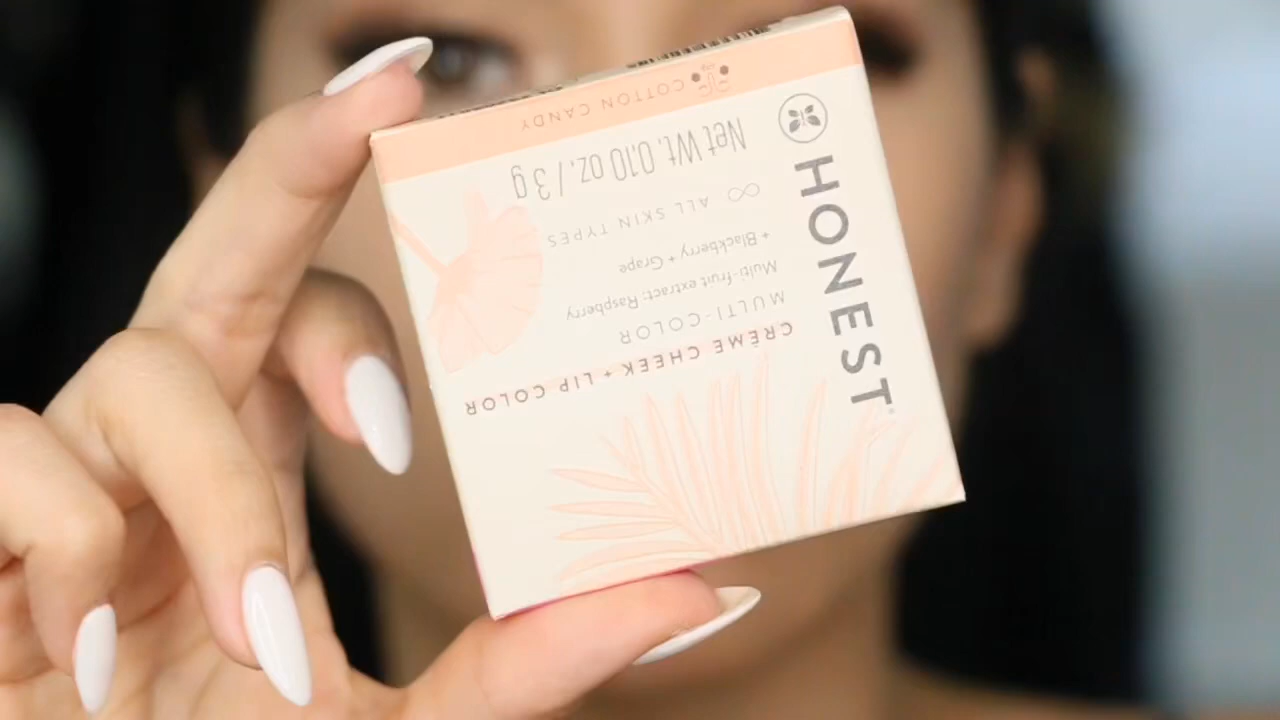 HONEST
CRÈME CHEEK + LIP COLOR
MULTI-COLOR
Multi-fruit extract: Raspberry
+ Blackberry + Grape
ALL SKIN TYPES
Net Wt. 0.10 oz. / 3 g
COTTON CANDY